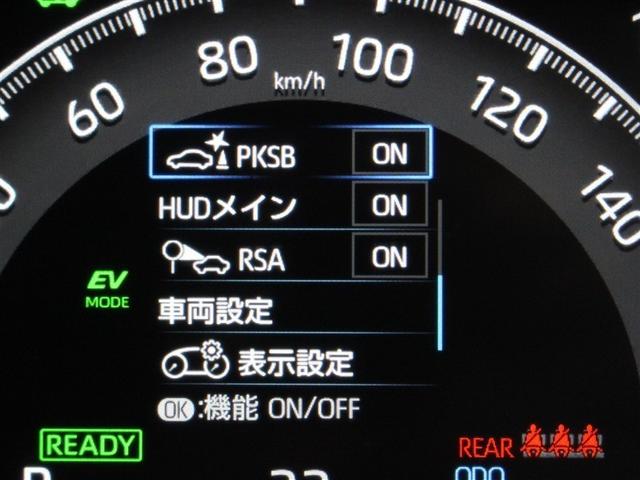 80
100
km/h
60
120
140
PKSB ON
HUDメイン ON
RSA ON
EV
MODE
車両設定
表示設定
OK:機能 ON/OFF
READY
REAR